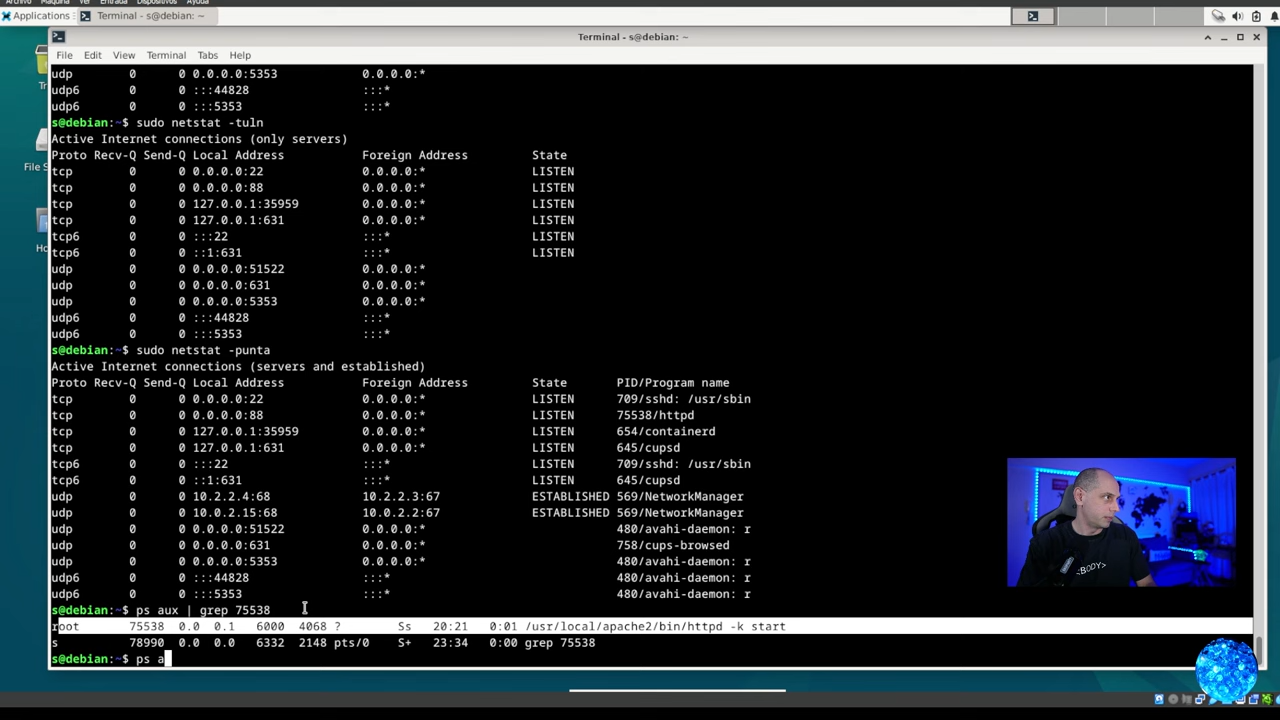 Archivo Máquina Ver Entrada Dispositivos Ayuda
Applications Terminal - s@debian: ~
Terminal - s@debian: ~
File Edit View Terminal Tabs Help
udp 0 0 0.0.0.0:5353 0.0.0.0:*
udp6 0 0 :::44828 :::*
udp6 0 0 :::5353 :::*
s@debian:~$ sudo netstat -tuln
Active Internet connections (only servers)
Proto Recv-Q Send-Q Local Address Foreign Address State
tcp 0 0 0.0.0.0:22 0.0.0.0:* LISTEN
tcp 0 0 0.0.0.0:88 0.0.0.0:* LISTEN
tcp 0 0 127.0.0.1:35959 0.0.0.0:* LISTEN
tcp 0 0 127.0.0.1:631 0.0.0.0:* LISTEN
tcp6 0 0 :::22 :::* LISTEN
tcp6 0 0 ::1:631 :::* LISTEN
udp 0 0 0.0.0.0:51522 0.0.0.0:*
udp 0 0 0.0.0.0:631 0.0.0.0:*
udp 0 0 0.0.0.0:5353 0.0.0.0:*
udp6 0 0 :::44828 :::*
udp6 0 0 :::5353 :::*
s@debian:~$ sudo netstat -punta
Active Internet connections (servers and established)
Proto Recv-Q Send-Q Local Address Foreign Address State PID/Program name
tcp 0 0 0.0.0.0:22 0.0.0.0:* LISTEN 709/sshd: /usr/sbin
tcp 0 0 0.0.0.0:88 0.0.0.0:* LISTEN 75538/httpd
tcp 0 0 127.0.0.1:35959 0.0.0.0:* LISTEN 654/containerd
tcp 0 0 127.0.0.1:631 0.0.0.0:* LISTEN 645/cupsd
tcp6 0 0 :::22 :::* LISTEN 709/sshd: /usr/sbin
tcp6 0 0 ::1:631 :::* LISTEN 645/cupsd
udp 0 0 10.2.2.4:68 10.2.2.3:67 ESTABLISHED 569/NetworkManager
udp 0 0 10.0.2.15:68 10.0.2.2:67 ESTABLISHED 569/NetworkManager
udp 0 0 0.0.0.0:51522 0.0.0.0:* 480/avahi-daemon: r
udp 0 0 0.0.0.0:631 0.0.0.0:* 758/cups-browsed
udp 0 0 0.0.0.0:5353 0.0.0.0:* 480/avahi-daemon: r
udp6 0 0 :::44828 :::* 480/avahi-daemon: r
udp6 0 0 :::5353 :::* 480/avahi-daemon: r
s@debian:~$ ps aux | grep 75538
root 75538 0.0 0.1 6000 4068 ? Ss 20:21 0:01 /usr/local/apache2/bin/httpd -k start
s 78990 0.0 0.0 6332 2148 pts/0 S+ 23:34 0:00 grep 75538
s@debian:~$ ps a
Tr
File S
Ho
<BODY>